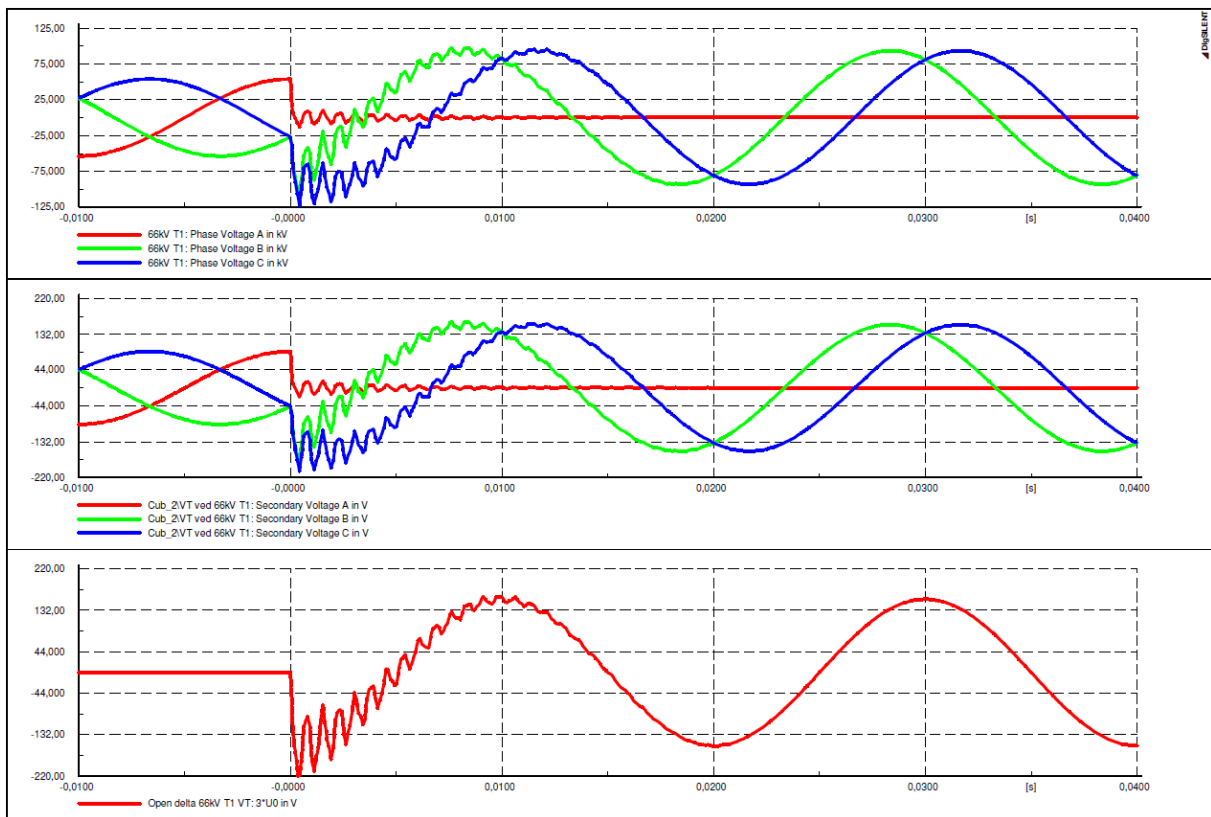 DIgSILENT
125,00
75,000
25,000
-25,000
-75,000
-125,00
-0,0100 -0,0000 0,0100 0,0200 0,0300 [s] 0,0400
66kV T1: Phase Voltage A in kV
66kV T1: Phase Voltage B in kV
66kV T1: Phase Voltage C in kV
220,00
132,00
44,000
-44,000
-132,00
-220,00
-0,0100 -0,0000 0,0100 0,0200 0,0300 [s] 0,0400
Cub_2\VT ved 66kV T1: Secondary Voltage A in V
Cub_2\VT ved 66kV T1: Secondary Voltage B in V
Cub_2\VT ved 66kV T1: Secondary Voltage C in V
220,00
132,00
44,000
-44,000
-132,00
-220,00
-0,0100 -0,0000 0,0100 0,0200 0,0300 [s] 0,0400
Open delta 66kV T1 VT: 3*U0 in V